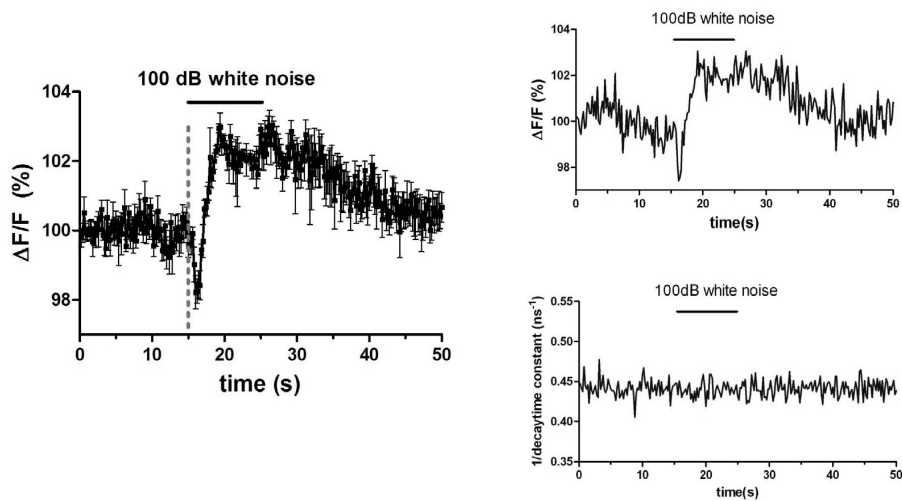 100 dB white noise
ΔF/F (%)
104
102
100
98
0 10 20 30 40 50
time (s)
100dB white noise
ΔF/F (%)
104
102
100
98
0 10 20 30 40 50
time(s)
100dB white noise
1/decaytime constant (ns-1)
0.55
0.50
0.45
0.40
0.35
0 10 20 30 40 50
time(s)